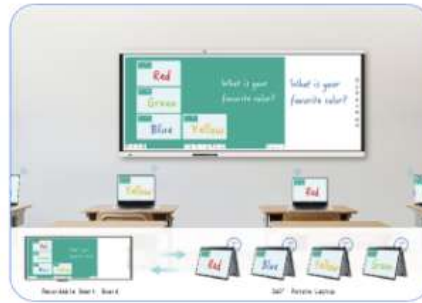 Red
What is your
favorite color?
What is your
favorite color?
Green
Blue
Yellow
Yellow
Red
Red
Blue
Yellow
Green
Recordable Smart Board
360° Rotate Laptop